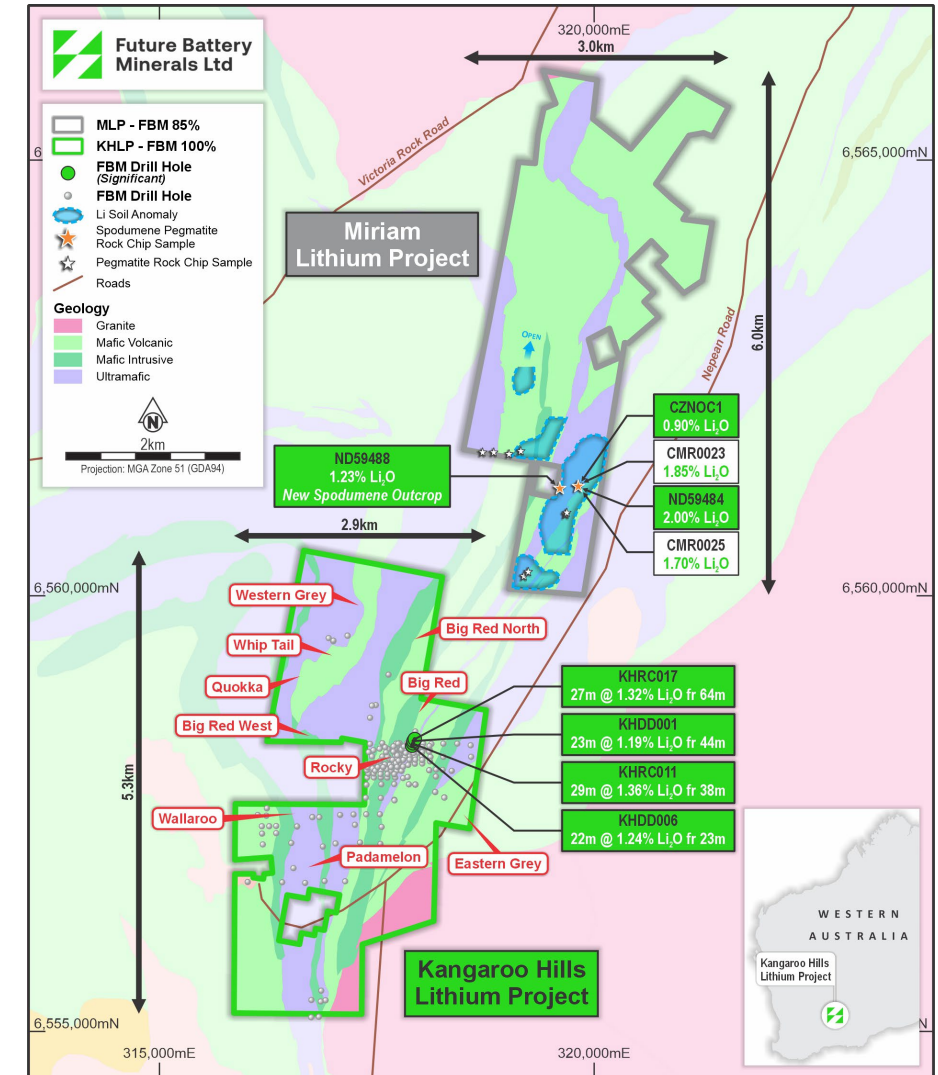 320,000mE
3.0km
Future Battery
Minerals Ltd
MLP - FBM 85%
KHLP - FBM 100%
FBM Drill Hole
(Significant)
FBM Drill Hole
Li Soil Anomaly
Spodumene Pegmatite
Rock Chip Sample
Pegmatite Rock Chip Sample
Roads
Geology
Granite
Mafic Volcanic
Mafic Intrusive
Ultramafic
N
2km
Projection: MGA Zone 51 (GDA94)
6
6,565,000mN
Victoria Rock Road
Miriam
Lithium Project
Nepean Road
6.0km
OPEN
CZNOC1
0.90% Li₂O
CMR0023
1.85% Li₂O
ND59484
2.00% Li₂O
CMR0025
1.70% Li₂O
ND59488
1.23% Li₂O
New Spodumene Outcrop
2.9km
6,560,000mN
6,560,000mN
5.3km
Western Grey
Big Red North
Whip Tail
Quokka
Big Red
Big Red West
Rocky
Wallaroo
Padamelon
Eastern Grey
KHRC017
27m @ 1.32% Li₂O fr 64m
KHDD001
23m @ 1.19% Li₂O fr 44m
KHRC011
29m @ 1.36% Li₂O fr 38m
KHDD006
22m @ 1.24% Li₂O fr 23m
Kangaroo Hills
Lithium Project
WESTERN
AUSTRALIA
Kangaroo Hills
Lithium Project
6,555,000mN
N
315,000mE
320,000mE